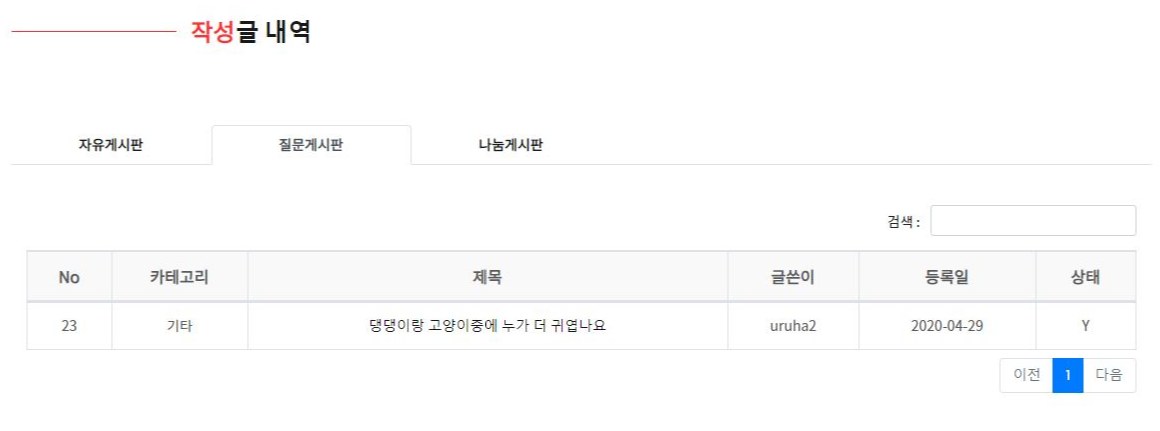 작성글 내역
자유게시판 질문게시판 나눔게시판
검색 :
No 카테고리 제목 글쓴이 등록일 상태
23 기타 댕댕이랑 고양이중에 누가 더 귀엽나요 uruha2 2020-04-29 Y
이전 1 다음